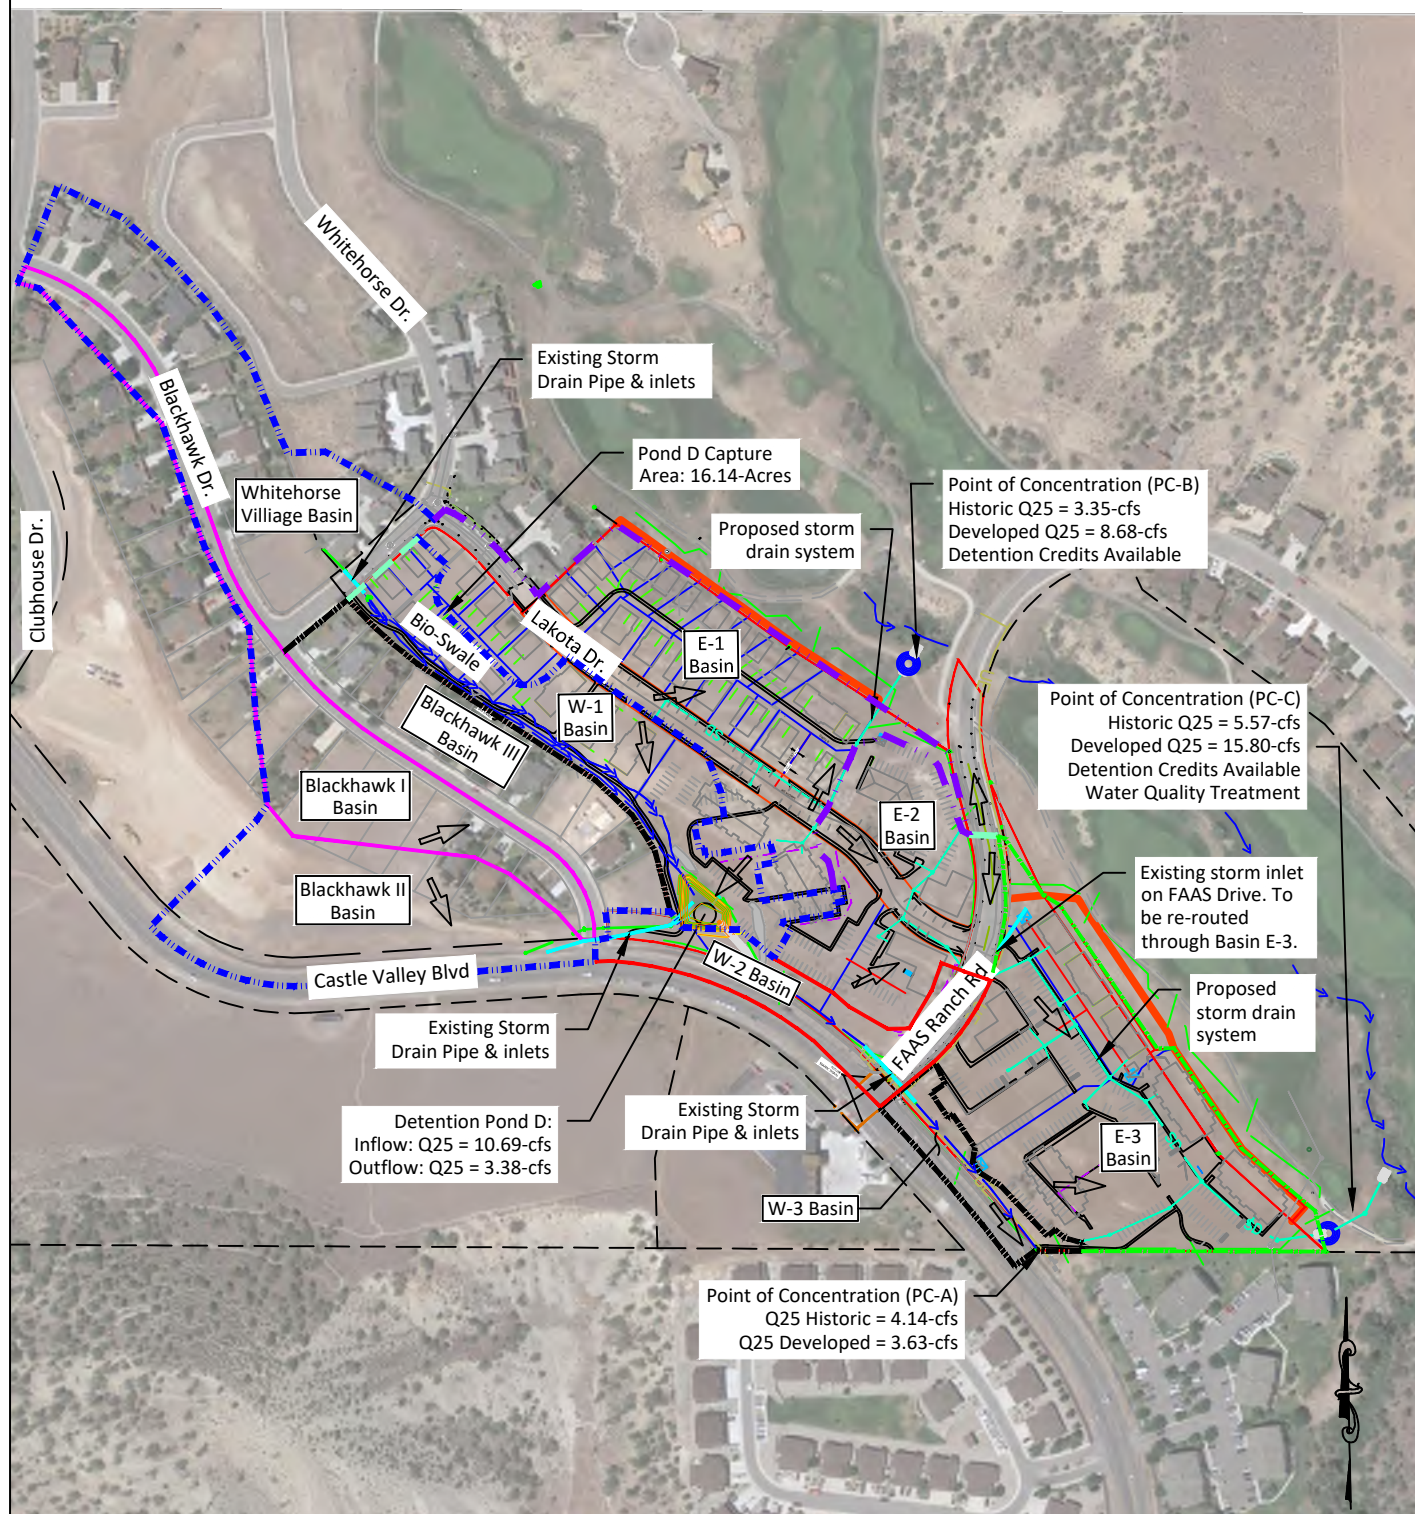 Whitehorse Dr.
Existing Storm
Drain Pipe & inlets
Blackhawk Dr.
Pond D Capture
Area: 16.14-Acres
Whitehorse
Villiage Basin
Point of Concentration (PC-B)
Historic Q25 = 3.35-cfs
Developed Q25 = 8.68-cfs
Detention Credits Available
Proposed storm
drain system
Clubhouse Dr.
Bio-Swale
Lakota Dr.
E-1
Basin
Point of Concentration (PC-C)
Historic Q25 = 5.57-cfs
Developed Q25 = 15.80-cfs
Detention Credits Available
Water Quality Treatment
W-1
Basin
Blackhawk III
Basin
Blackhawk I
Basin
E-2
Basin
Existing storm inlet
on FAAS Drive. To
be re-routed
through Basin E-3.
Blackhawk II
Basin
Castle Valley Blvd
W-2 Basin
FAAS Ranch Rd
Proposed
storm drain
system
Existing Storm
Drain Pipe & inlets
Detention Pond D:
Inflow: Q25 = 10.69-cfs
Outflow: Q25 = 3.38-cfs
Existing Storm
Drain Pipe & inlets
E-3
Basin
W-3 Basin
Point of Concentration (PC-A)
Q25 Historic = 4.14-cfs
Q25 Developed = 3.63-cfs